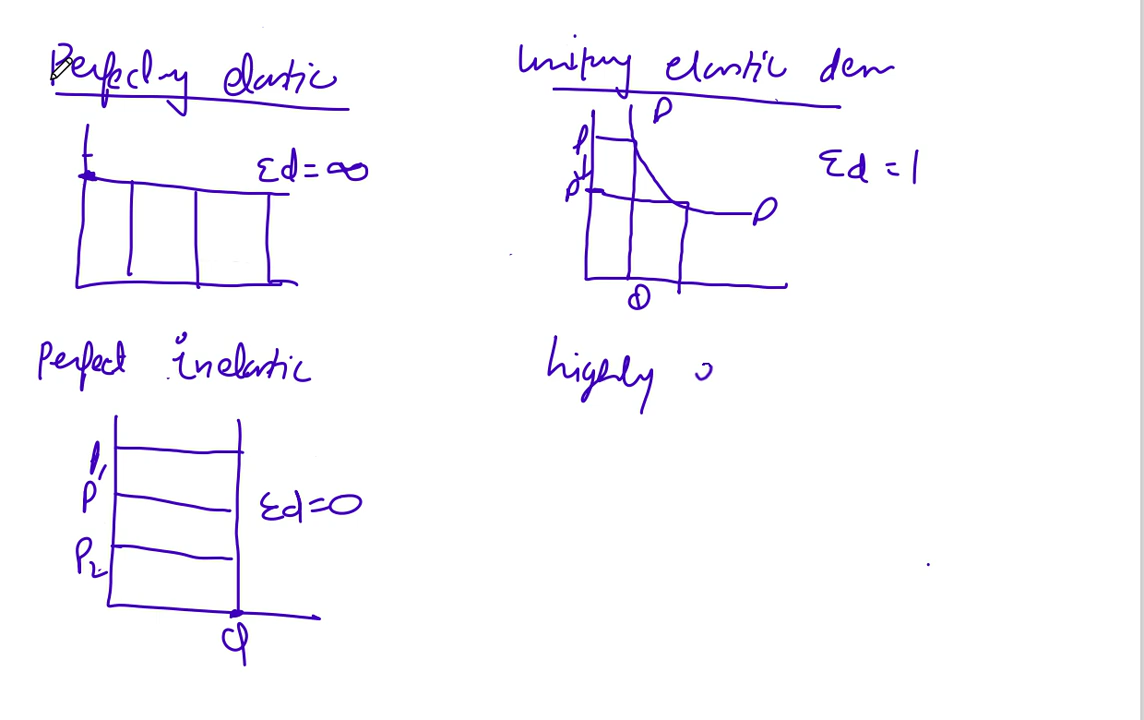 Perfectly elastic
Ed = ∞
Unitary elastic dem
D
P
P'
Ed = 1
D
Q
Perfect inelastic
P
P'
P2
Ed = 0
Q
highly